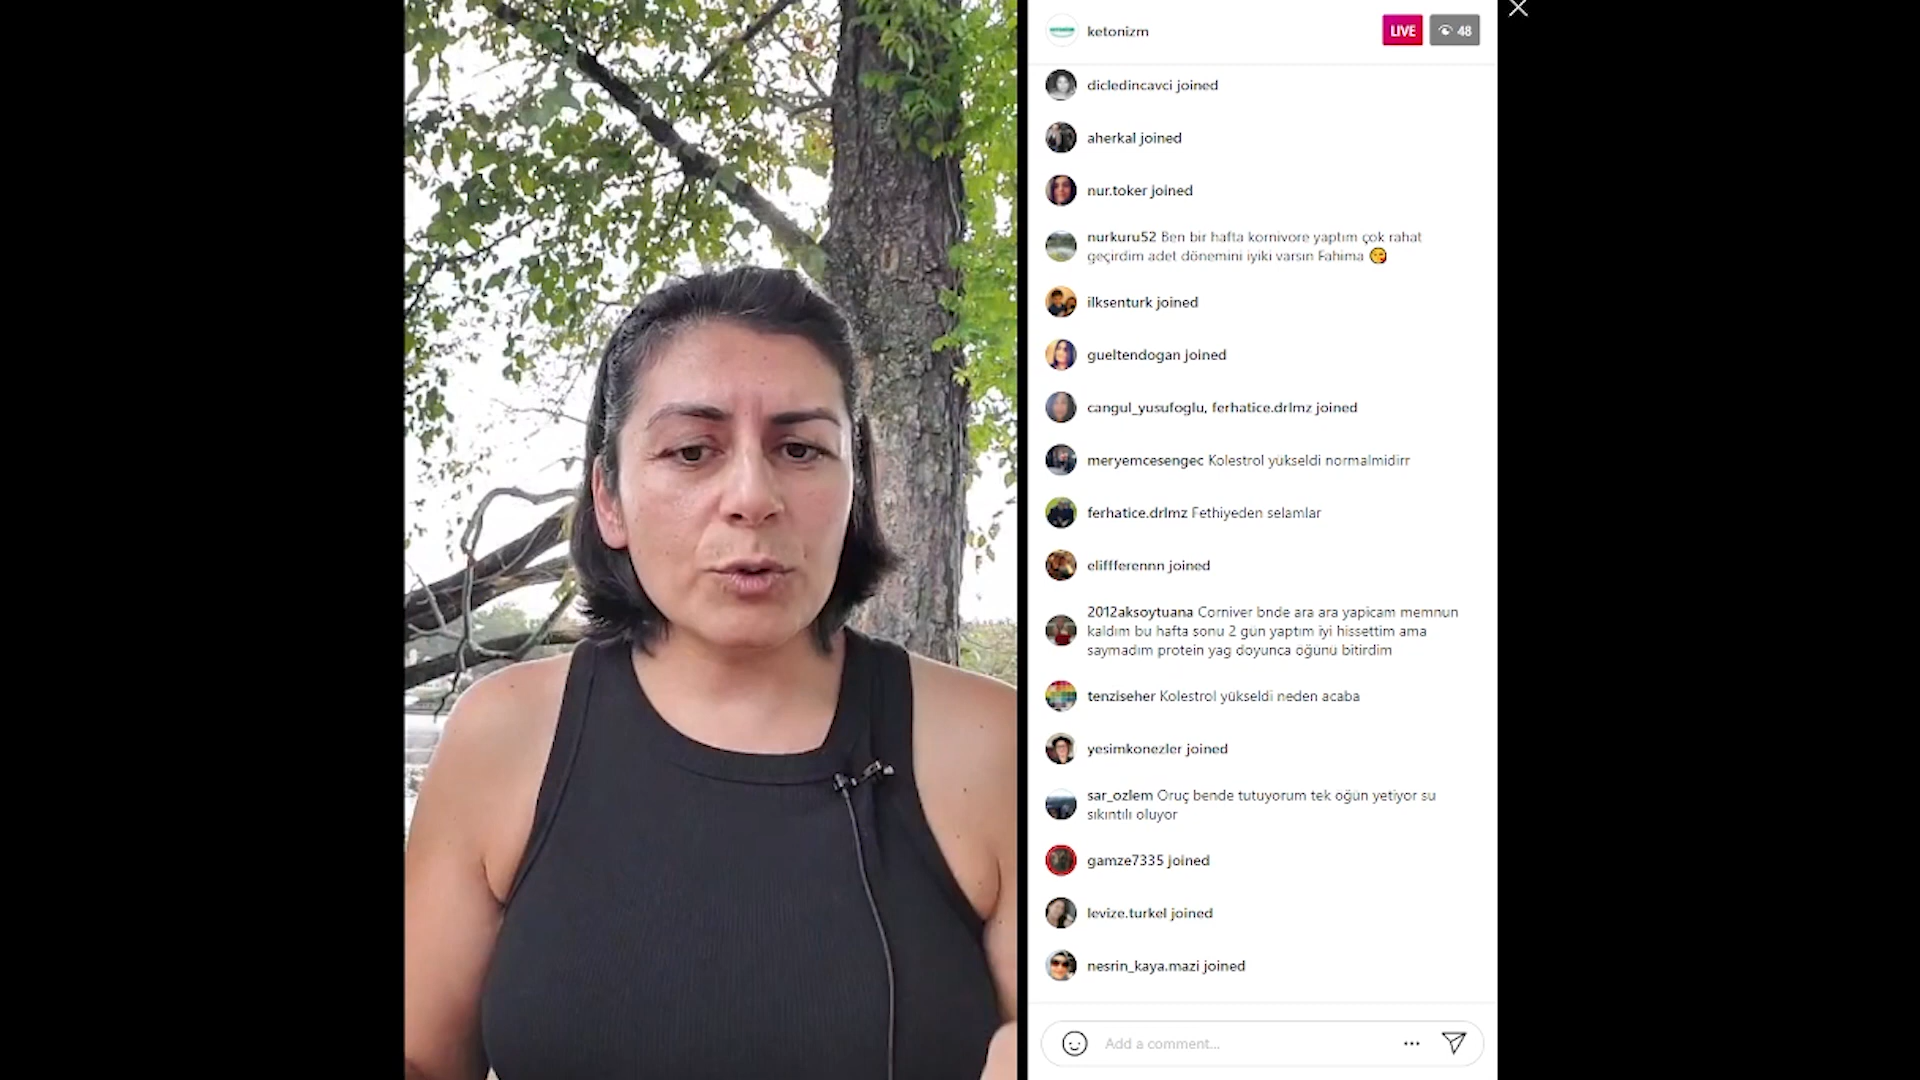 ketonizm
LIVE
48
dicledincavci joined
aherkal joined
nur.toker joined
nurkuru52 Ben bir hafta kornivore yaptım çok rahat
geçirdim adet dönemini iyiki varsın Fahima
ilksenturk joined
gueltendogan joined
cangul_yusufoglu, ferhatice.drlmz joined
meryemcesengec Kolestrol yükseldi normalmidirr
ferhatice.drlmz Fethiyeden selamlar
eliffferennn joined
2012aksoytuana Corniver bnde ara ara yapicam memnun
kaldım bu hafta sonu 2 gün yaptım iyi hissettim ama
saymadım protein yag doyunca öğünü bitirdim
tenziseher Kolestrol yükseldi neden acaba
yesimkonezler joined
sar_ozlem Oruç bende tutuyorum tek öğün yetiyor su
sıkıntılı oluyor
gamze7335 joined
levize.turkel joined
nesrin_kaya.mazi joined
Add a comment...